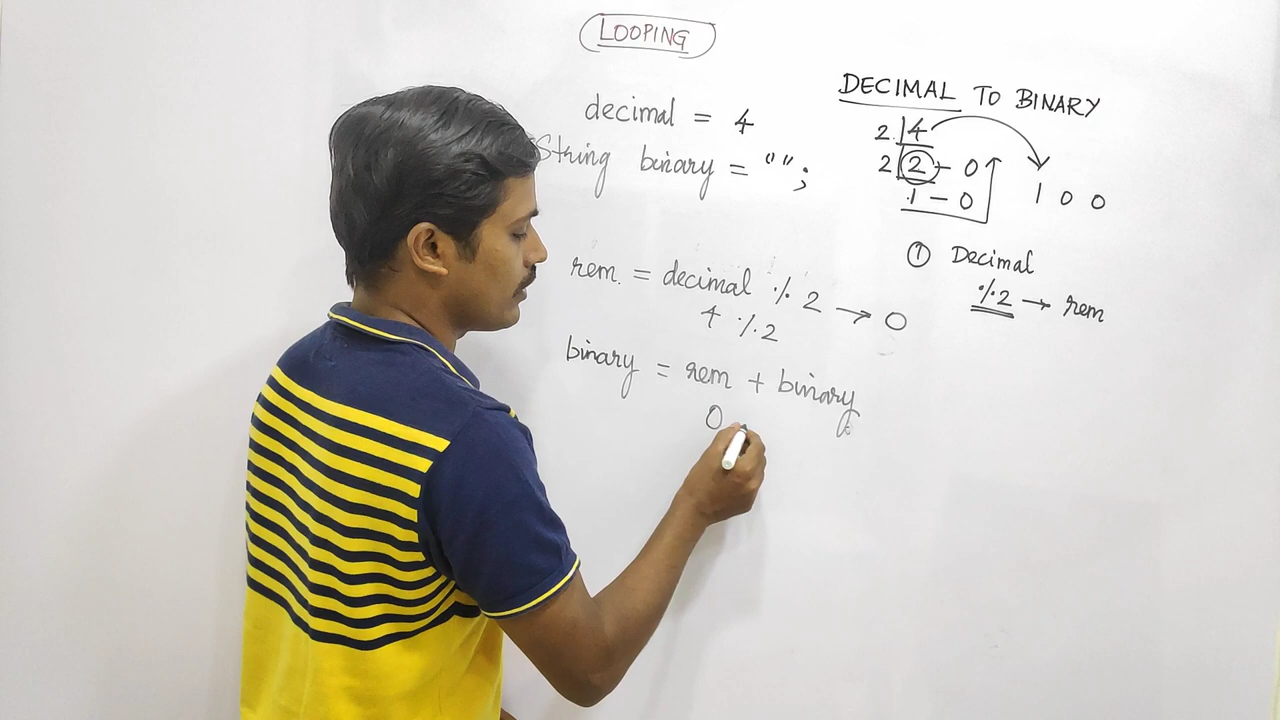 LOOPING
decimal = 4
String binary = "";
rem. = decimal % 2 → 0
4 % 2
binary = rem + binary;
0
DECIMAL TO BINARY
2 4
2 2 - 0
1 - 0
1 0 0
① Decimal
% 2 → rem